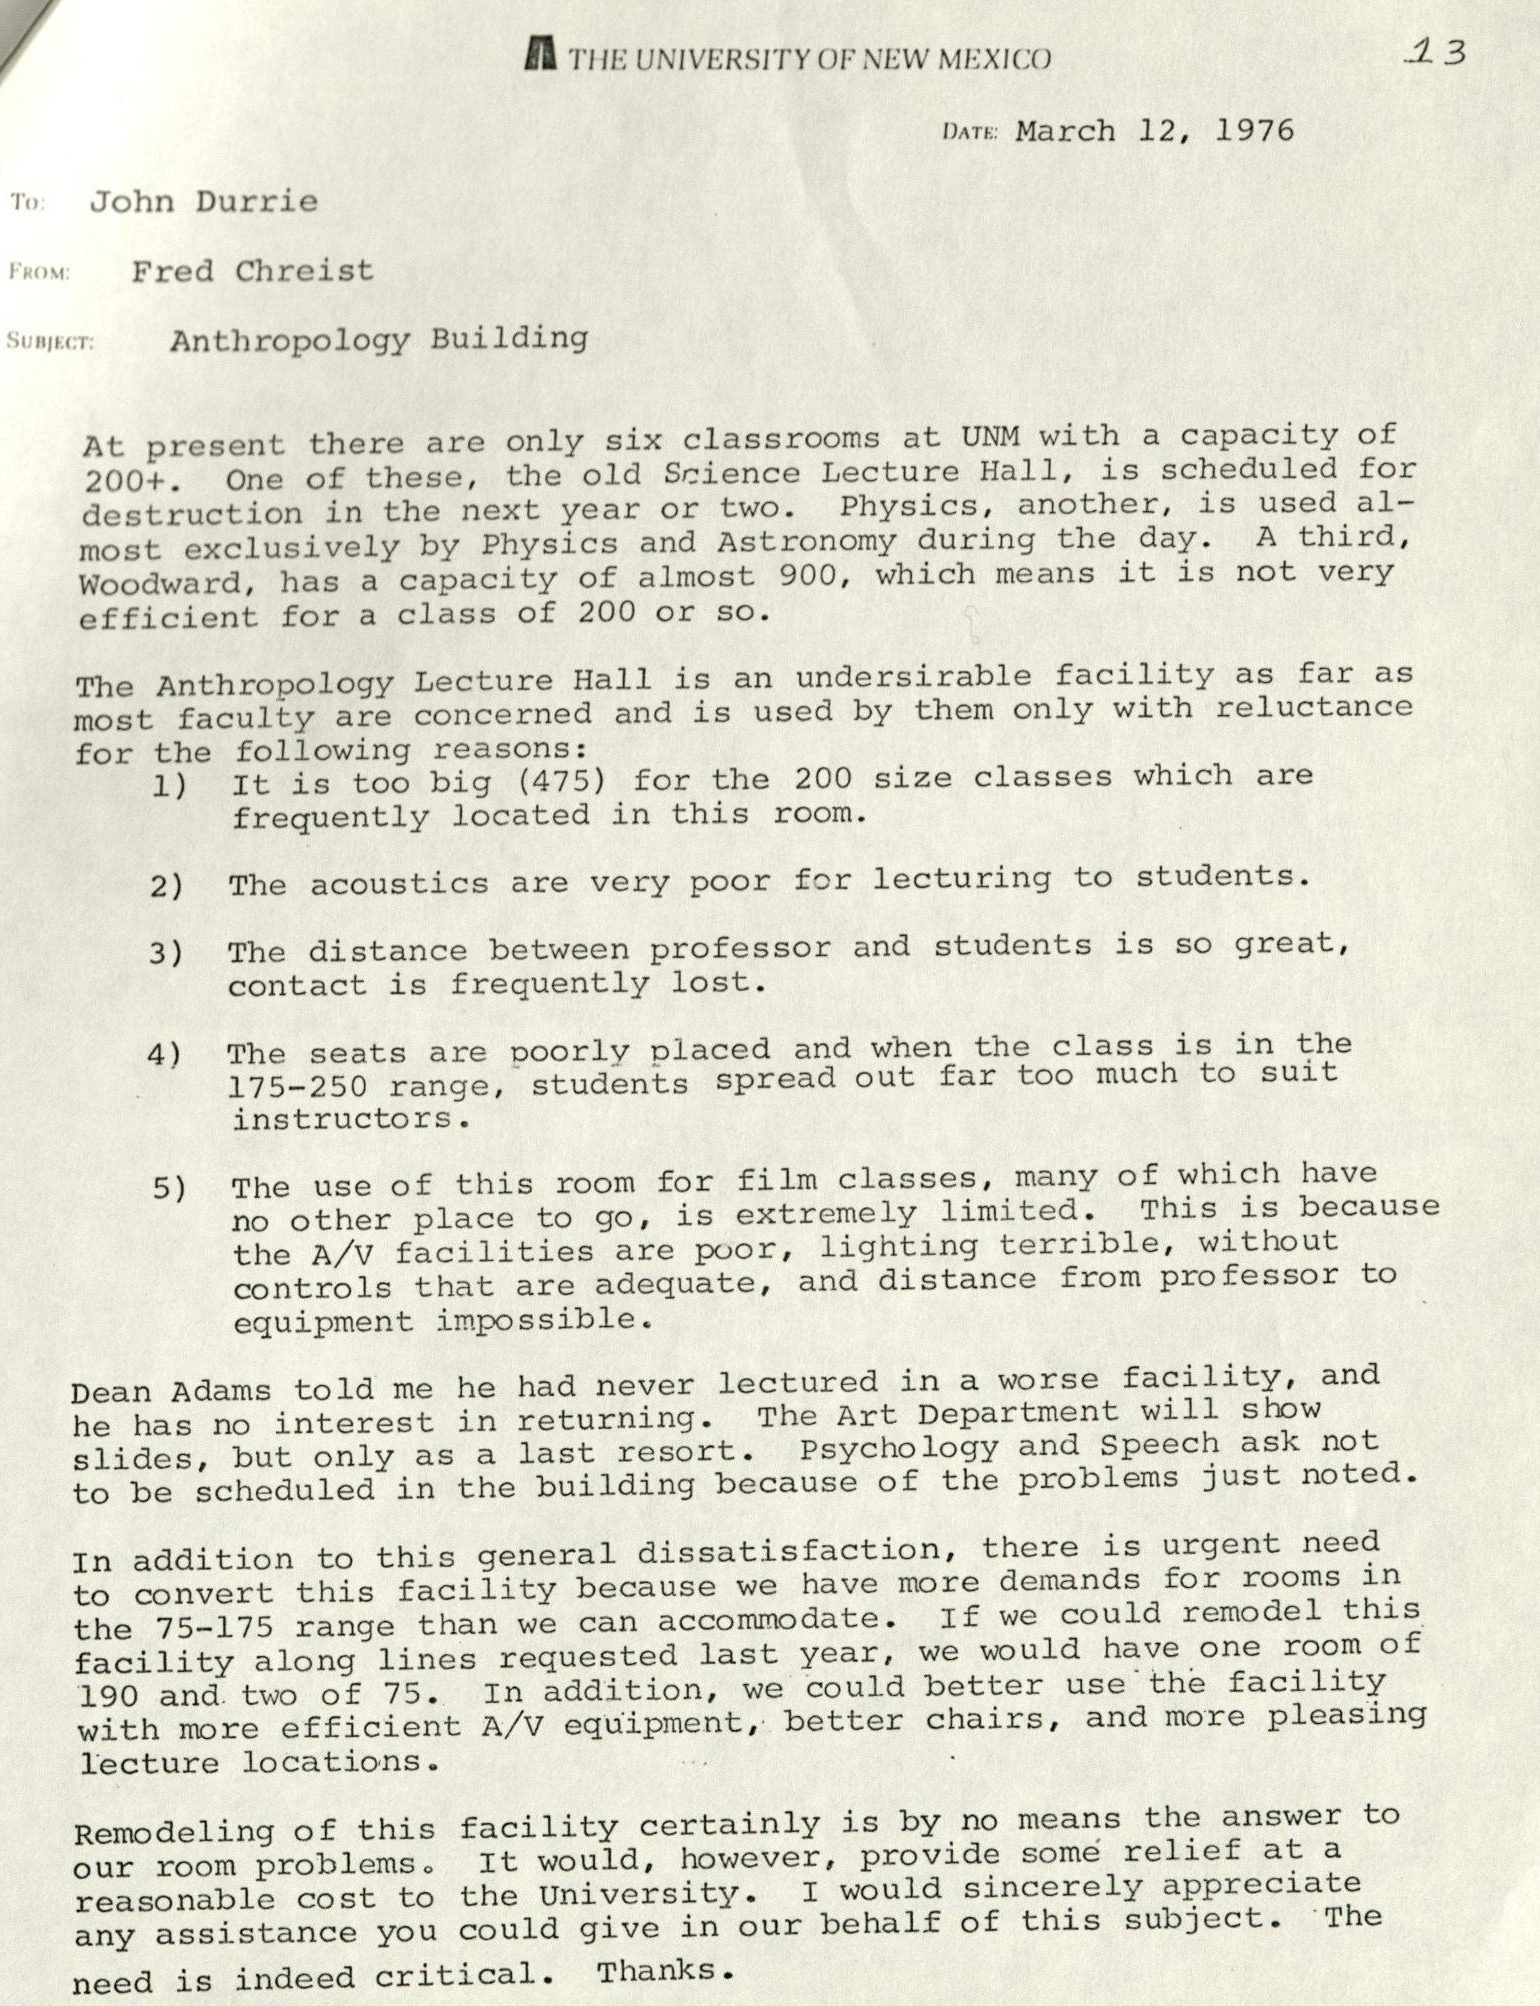 THE UNIVERSITY OF NEW MEXICO
13
DATE: March 12, 1976
To: John Durrie
FROM: Fred Chreist
SUBJECT: Anthropology Building
At present there are only six classrooms at UNM with a capacity of
200+. One of these, the old Science Lecture Hall, is scheduled for
destruction in the next year or two. Physics, another, is used al-
most exclusively by Physics and Astronomy during the day. A third,
Woodward, has a capacity of almost 900, which means it is not very
efficient for a class of 200 or so.
The Anthropology Lecture Hall is an undersirable facility as far as
most faculty are concerned and is used by them only with reluctance
for the following reasons:
1) It is too big (475) for the 200 size classes which are
frequently located in this room.
2) The acoustics are very poor for lecturing to students.
3) The distance between professor and students is so great,
contact is frequently lost.
4) The seats are poorly placed and when the class is in the
175-250 range, students spread out far too much to suit
instructors.
5) The use of this room for film classes, many of which have
no other place to go, is extremely limited. This is because
the A/V facilities are poor, lighting terrible, without
controls that are adequate, and distance from professor to
equipment impossible.
Dean Adams told me he had never lectured in a worse facility, and
he has no interest in returning. The Art Department will show
slides, but only as a last resort. Psychology and Speech ask not
to be scheduled in the building because of the problems just noted.
In addition to this general dissatisfaction, there is urgent need
to convert this facility because we have more demands for rooms in
the 75-175 range than we can accommodate. If we could remodel this
facility along lines requested last year, we would have one room of
190 and two of 75. In addition, we could better use the facility
with more efficient A/V equipment, better chairs, and more pleasing
lecture locations.
Remodeling of this facility certainly is by no means the answer to
our room problems. It would, however, provide some relief at a
reasonable cost to the University. I would sincerely appreciate
any assistance you could give in our behalf of this subject. The
need is indeed critical. Thanks.